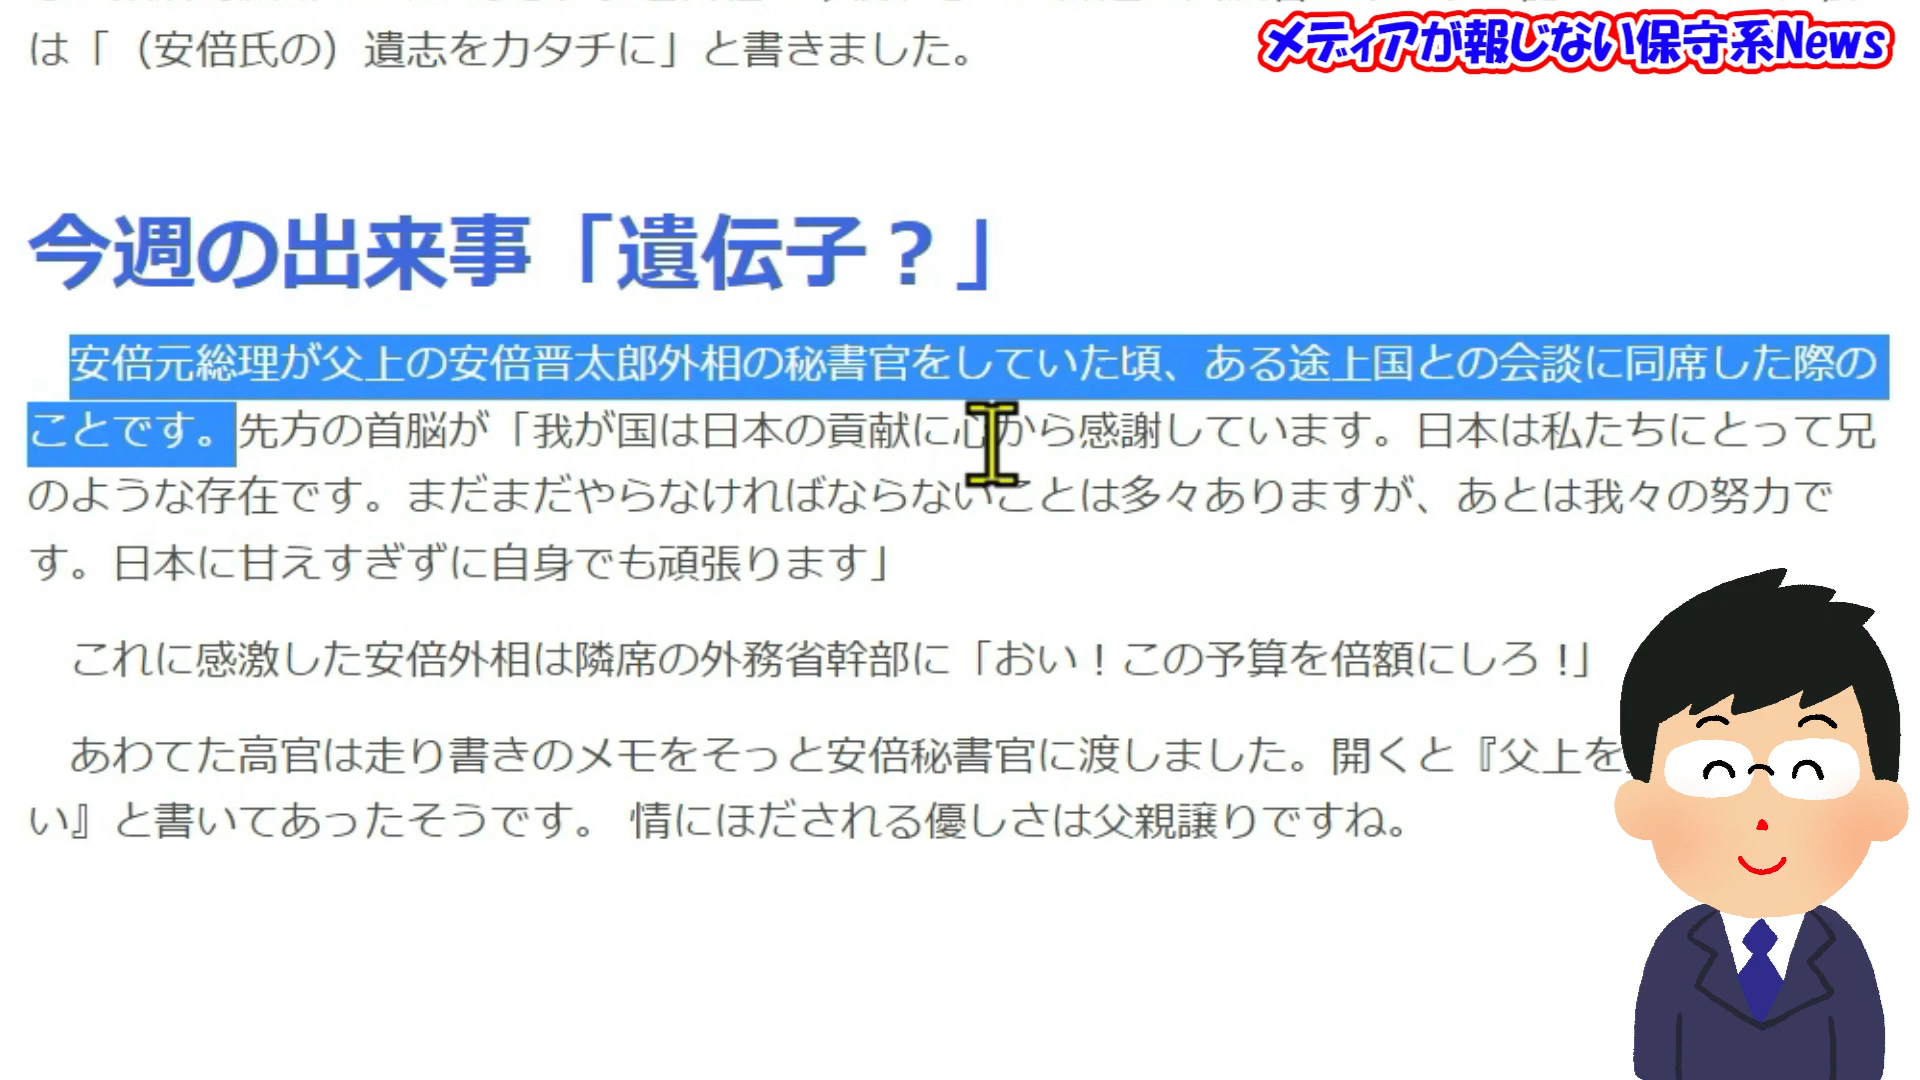 は「（安倍氏の）遺志を力タチに」と書きました。
メディアが報じない保守系News
今週の出来事「遺伝子？」
安倍元総理が父上の安倍晋太郎外相の秘書官をしていた頃、ある途上国との会談に同席した際の
ことです。先方の首脳が「我が国は日本の貢献に心から感謝しています。日本は私たちにとって兄
のような存在です。まだまだやらなければならないことは多々ありますが、あとは我々の努力で
す。日本に甘えすぎずに自身でも頑張ります」
これに感激した安倍外相は隣席の外務省幹部に「おい！この予算を倍額にしろ！」
あわてた高官は走り書きのメモをそっと安倍秘書官に渡しました。開くと『父上を
い』と書いてあったそうです。 情にほだされる優しさは父親譲りですね。